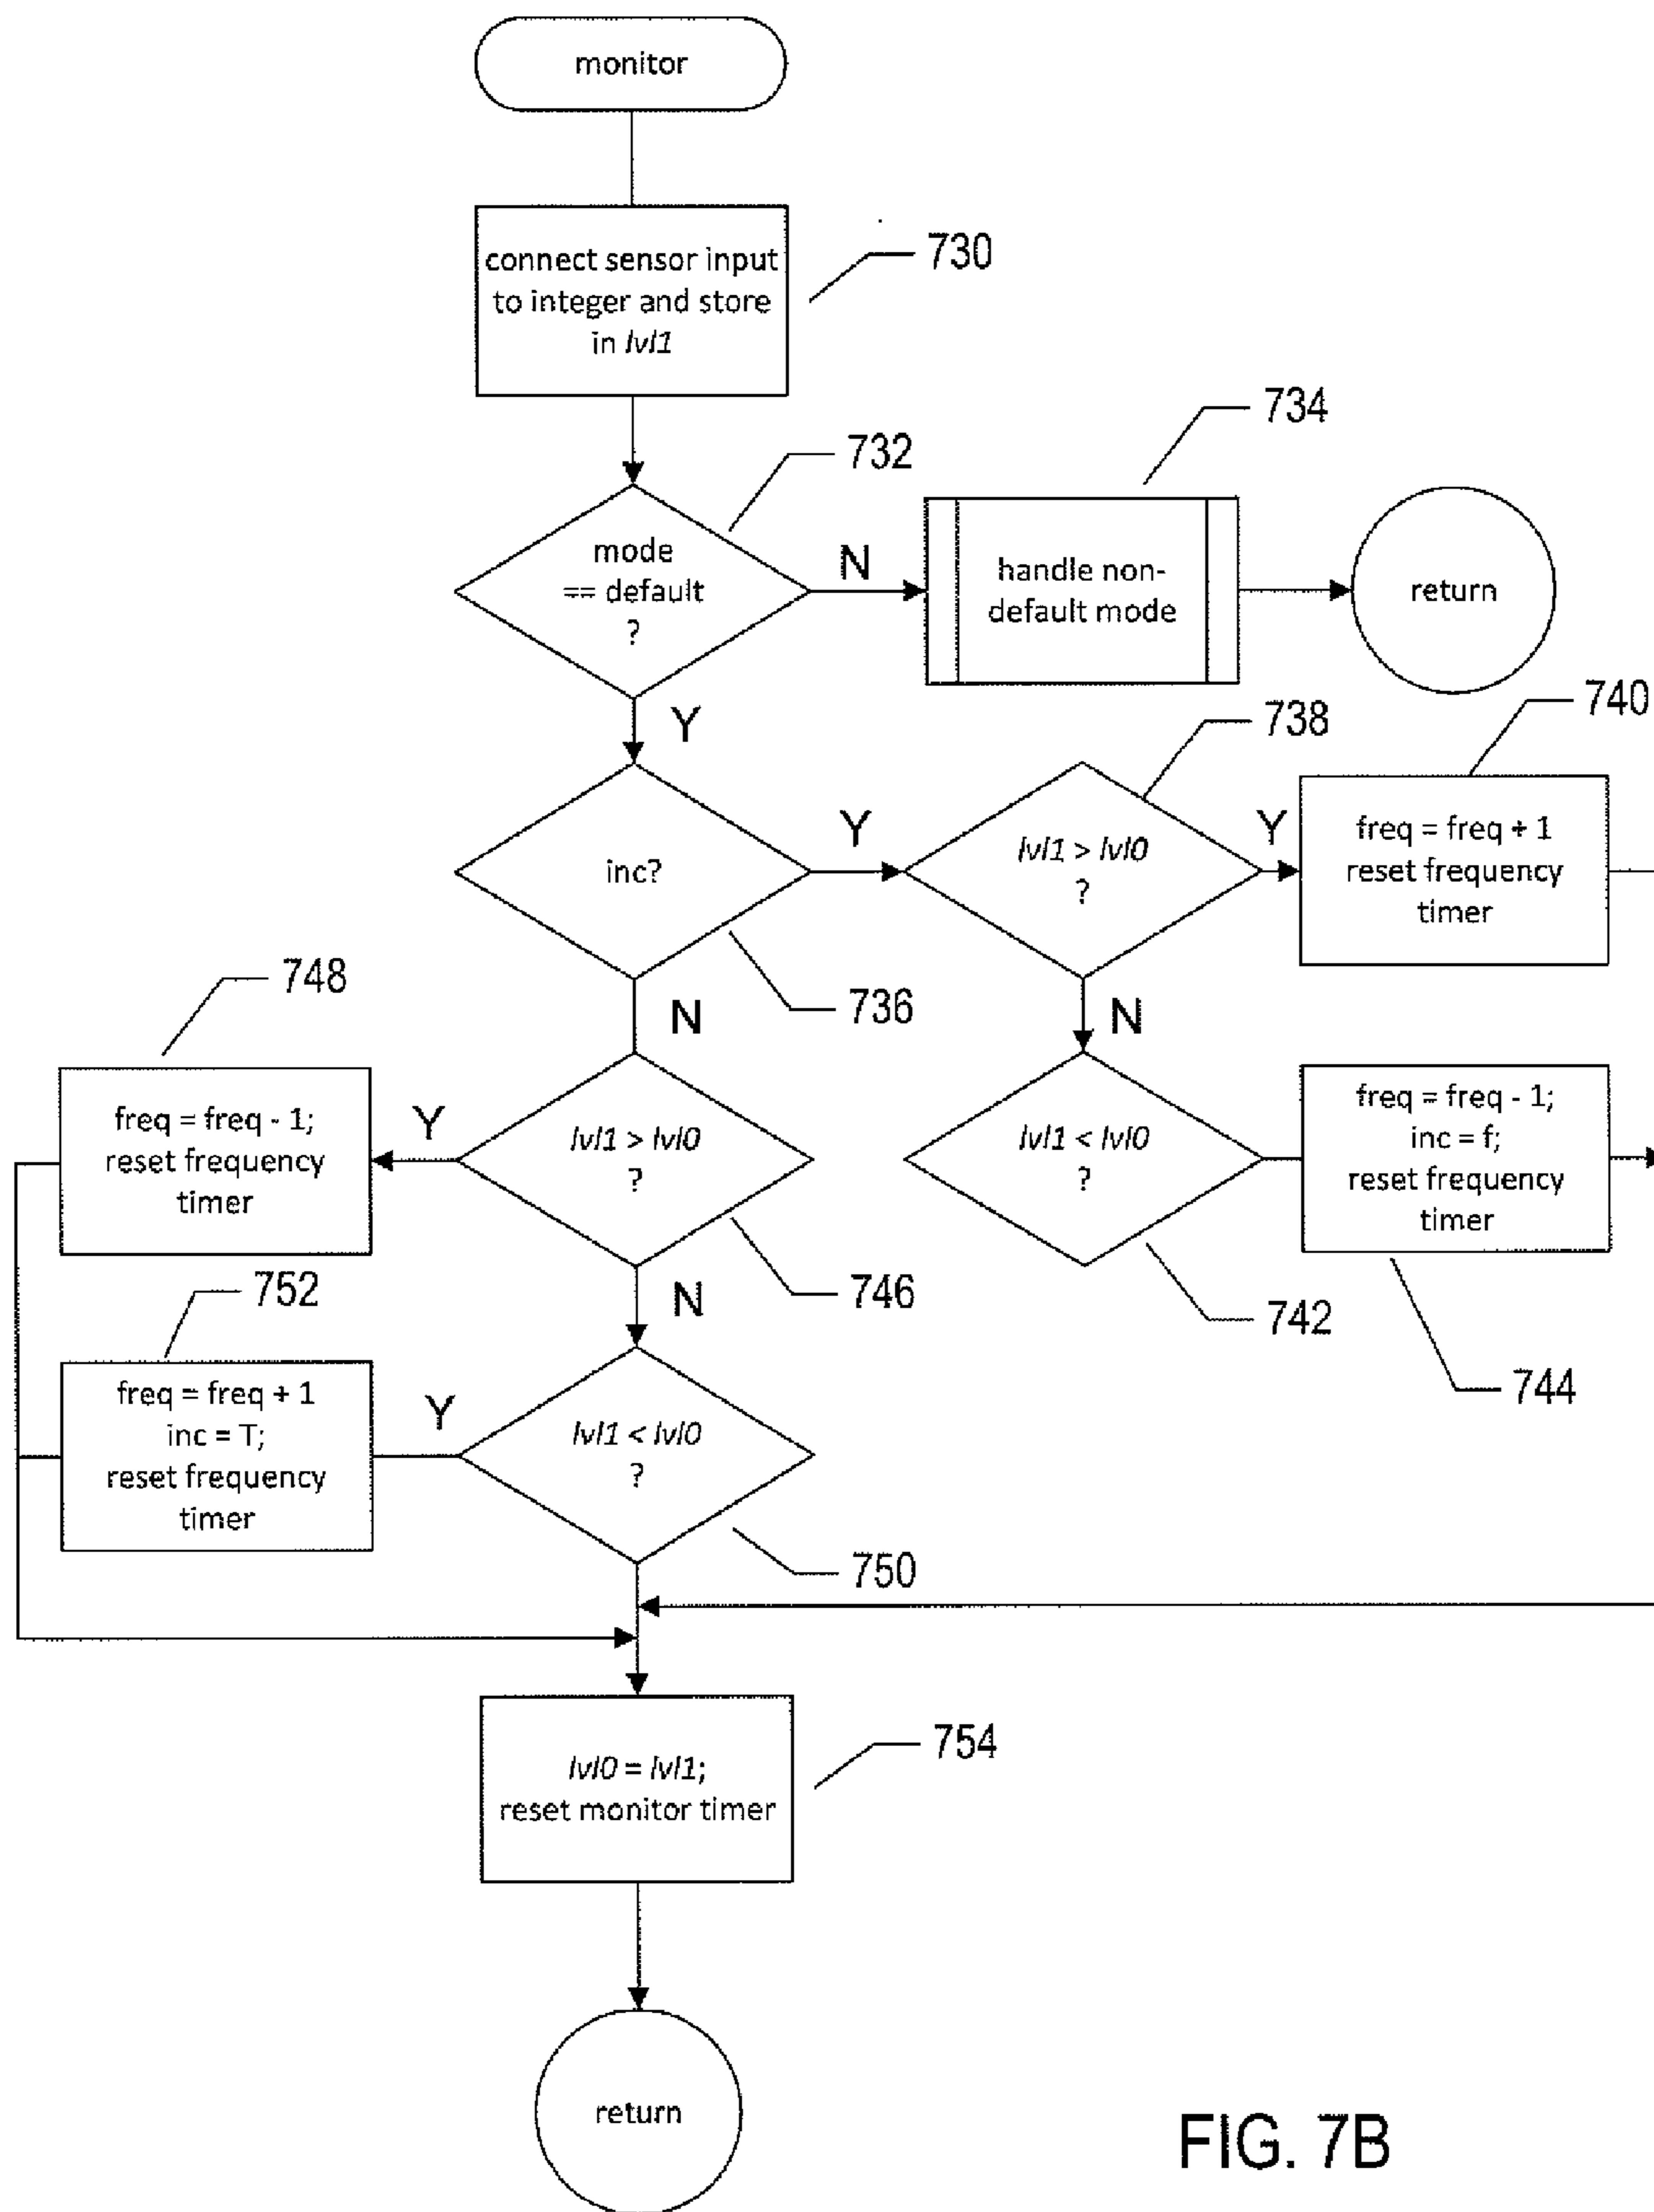 monitor
connect sensor input
to integer and store
in lvl1
730
732
734
mode
== default
?
N
handle non-
default mode
return
Y
738
740
inc?
Y
lvl1 > lvl0
?
Y
freq = freq + 1
reset frequency
timer
736
748
N
N
freq = freq - 1;
reset frequency
timer
Y
lvl1 > lvl0
?
lvl1 < lvl0
?
freq = freq - 1;
inc = f;
reset frequency
timer
752
N
746
742
744
freq = freq + 1
inc = T;
reset frequency
timer
Y
lvl1 < lvl0
?
750
754
lvl0 = lvl1;
reset monitor timer
return
FIG. 7B